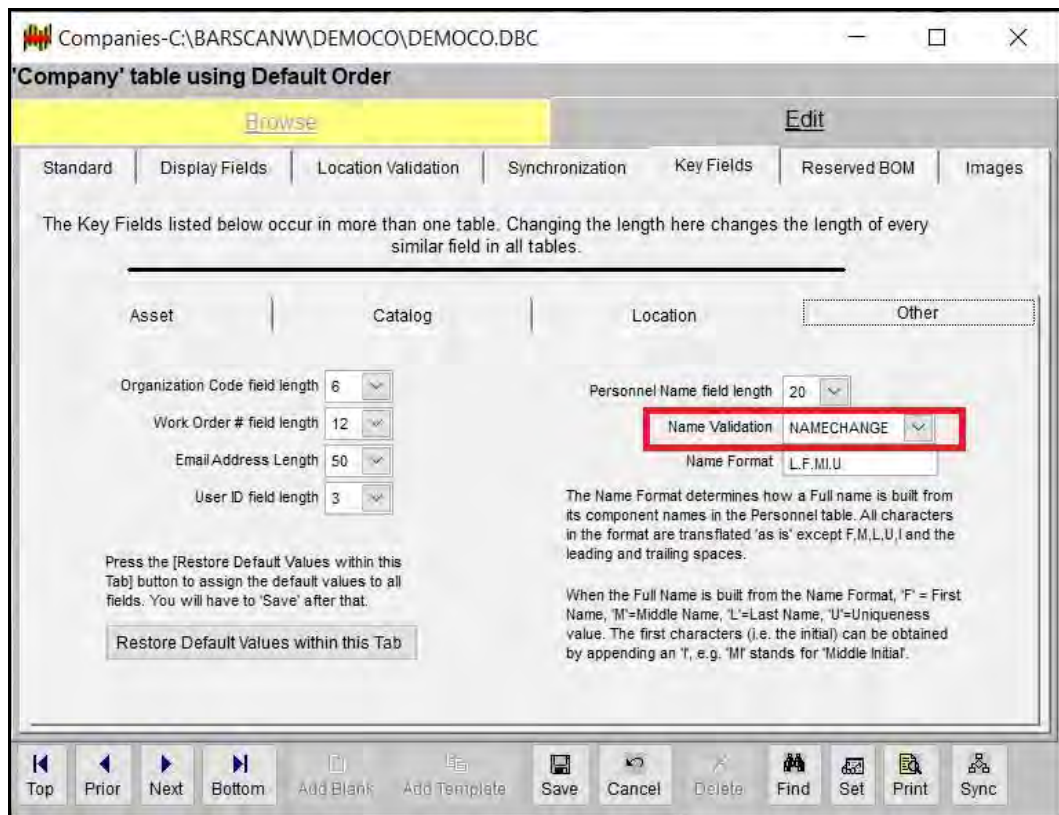 Companies-C:\BARSCANW\DEMOCO\DEMOCO.DBC
'Company' table using Default Order
Browse Edit
Standard Display Fields Location Validation Synchronization Key Fields Reserved BOM Images
The Key Fields listed below occur in more than one table. Changing the length here changes the length of every
similar field in all tables.
Asset Catalog Location Other
Organization Code field length 6
Work Order # field length 12
Email Address Length 50
User ID field length 3
Press the [Restore Default Values within this
Tab] button to assign the default values to all
fields. You will have to 'Save' after that.
Restore Default Values within this Tab
Personnel Name field length 20
Name Validation NAMECHANGE
Name Format L.F.MI.U
The Name Format determines how a Full name is built from
its component names in the Personnel table. All characters
in the format are transflated 'as is' except F,M,L,U,I and the
leading and trailing spaces.
When the Full Name is built from the Name Format, 'F' = First
Name, 'M'=Middle Name, 'L'=Last Name, 'U'=Uniqueness
value. The first characters (i.e. the initial) can be obtained
by appending an 'I', e.g. 'MI' stands for 'Middle Initial'.
Top Prior Next Bottom Add Blank Add Template Save Cancel Delete Find Set Print Sync